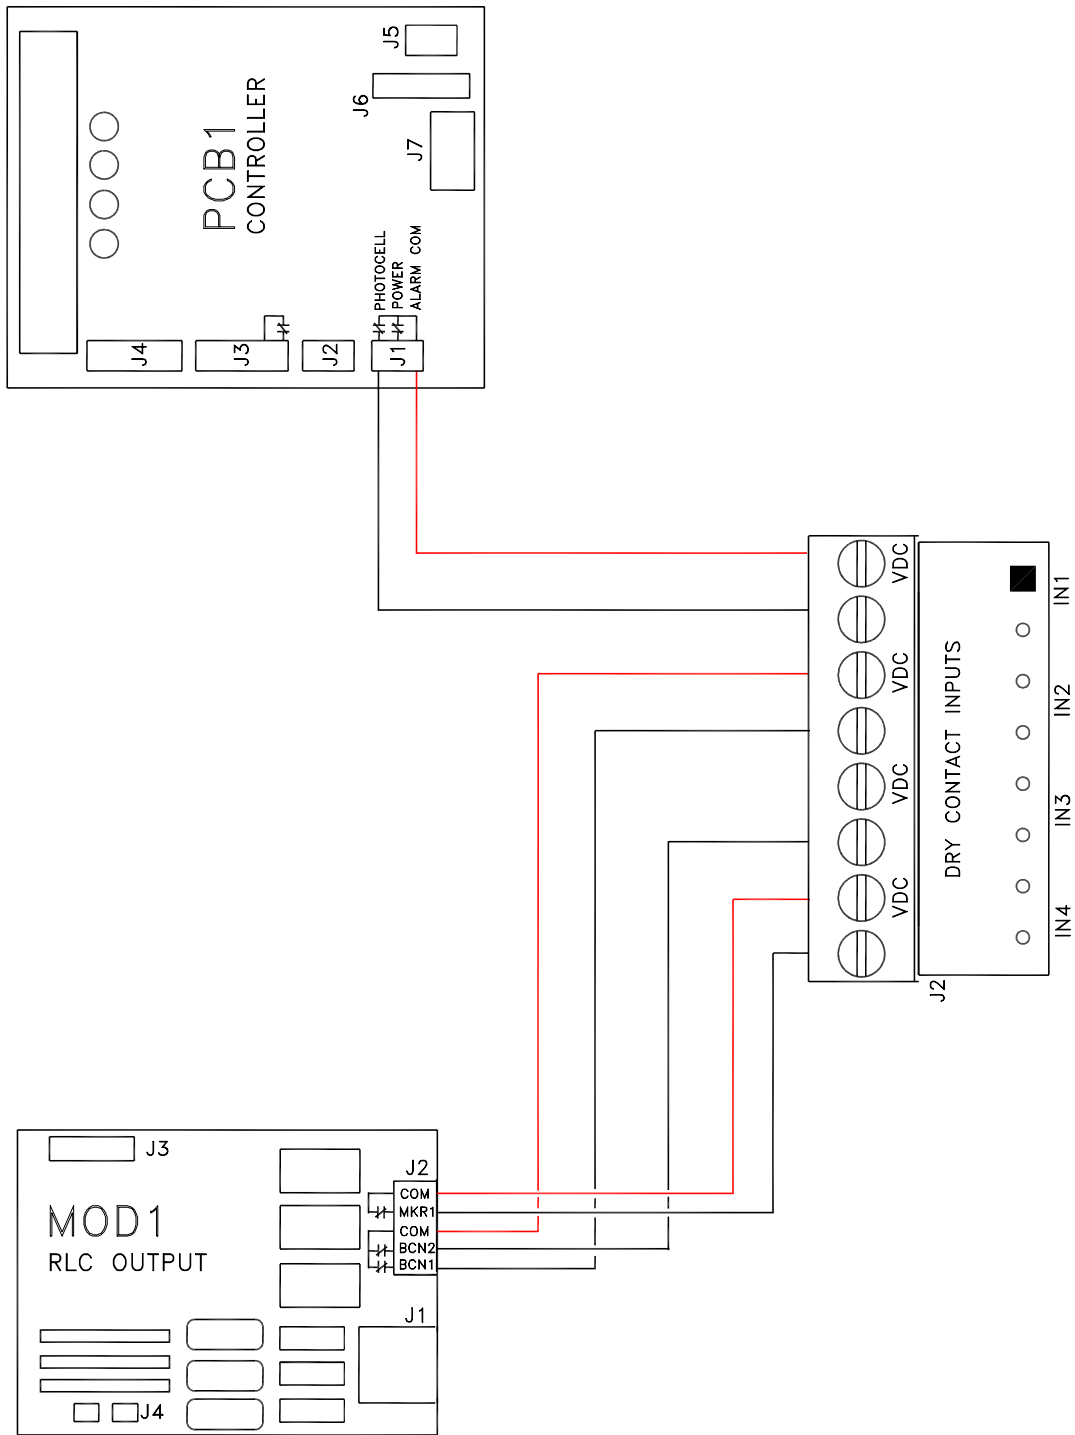 J5
J6
J7
PCB1
CONTROLLER
PHOTOCELL
POWER
ALARM COM
J4
J3
J2
J1
VDC
VDC
VDC
VDC
DRY CONTACT INPUTS
IN1
IN2
IN3
IN4
J2
J3
J2
COM
MKR1
COM
BCN2
BCN1
MOD1
RLC OUTPUT
J1
J4